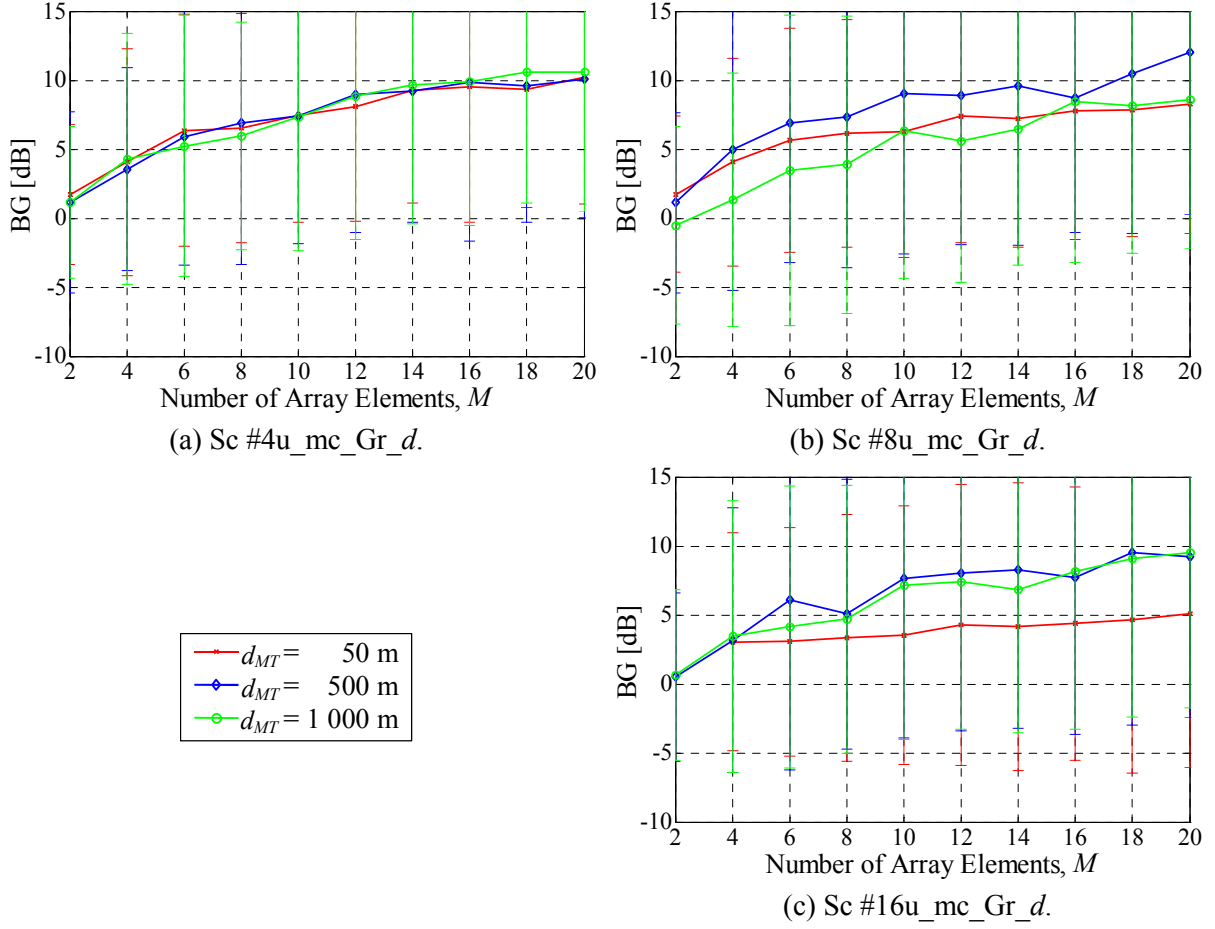 15
10
5
0
-5
-10
BG [dB]
2 4 6 8 10 12 14 16 18 20
Number of Array Elements, M
(a) Sc #4u_mc_Gr_d.
15
10
5
0
-5
-10
BG [dB]
2 4 6 8 10 12 14 16 18 20
Number of Array Elements, M
(b) Sc #8u_mc_Gr_d.
d_MT = 50 m
d_MT = 500 m
d_MT = 1 000 m
15
10
5
0
-5
-10
BG [dB]
2 4 6 8 10 12 14 16 18 20
Number of Array Elements, M
(c) Sc #16u_mc_Gr_d.